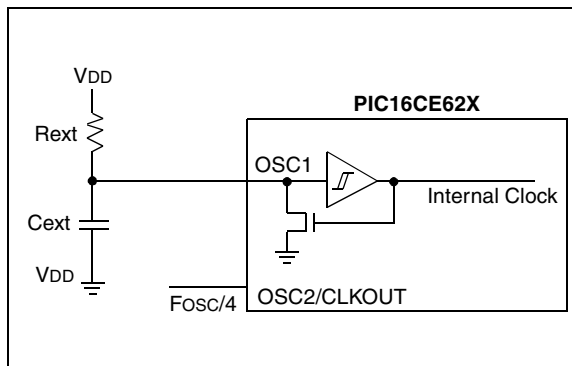 VDD
PIC16CE62X
Rext
OSC1
Internal Clock
Cext
VDD
FOSC/4
OSC2/CLKOUT